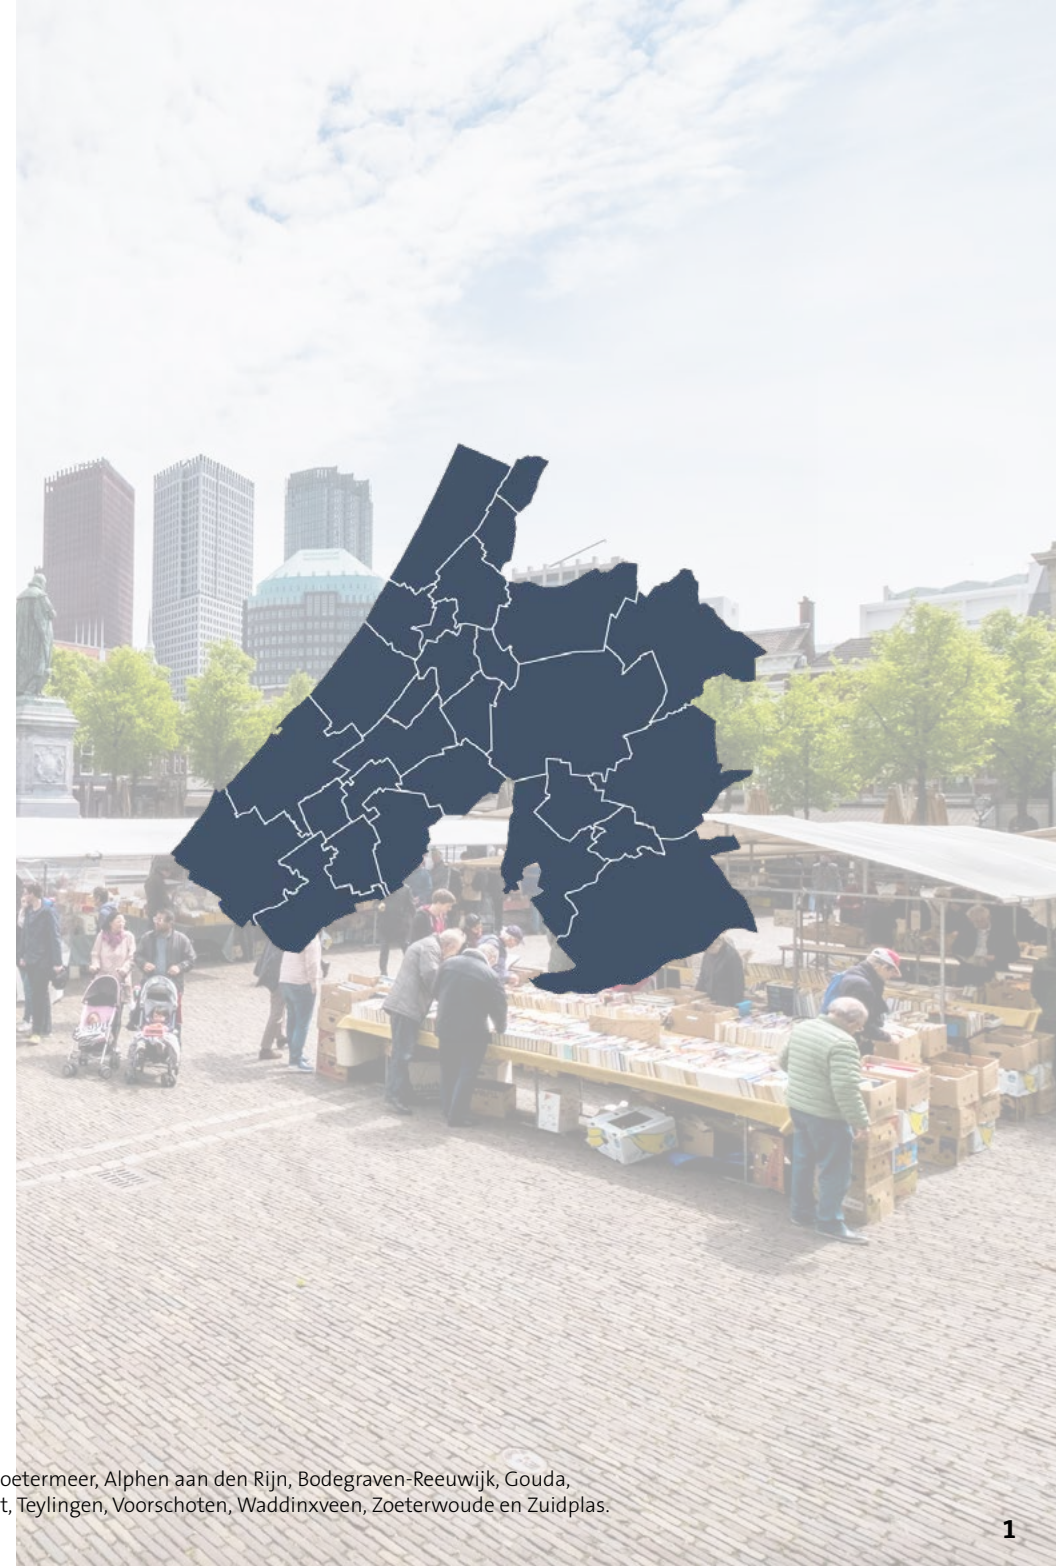 oetermeer, Alphen aan den Rijn, Bodegraven-Reeuwijk, Gouda,
t, Teylingen, Voorschoten, Waddinxveen, Zoeterwoude en Zuidplas.
1